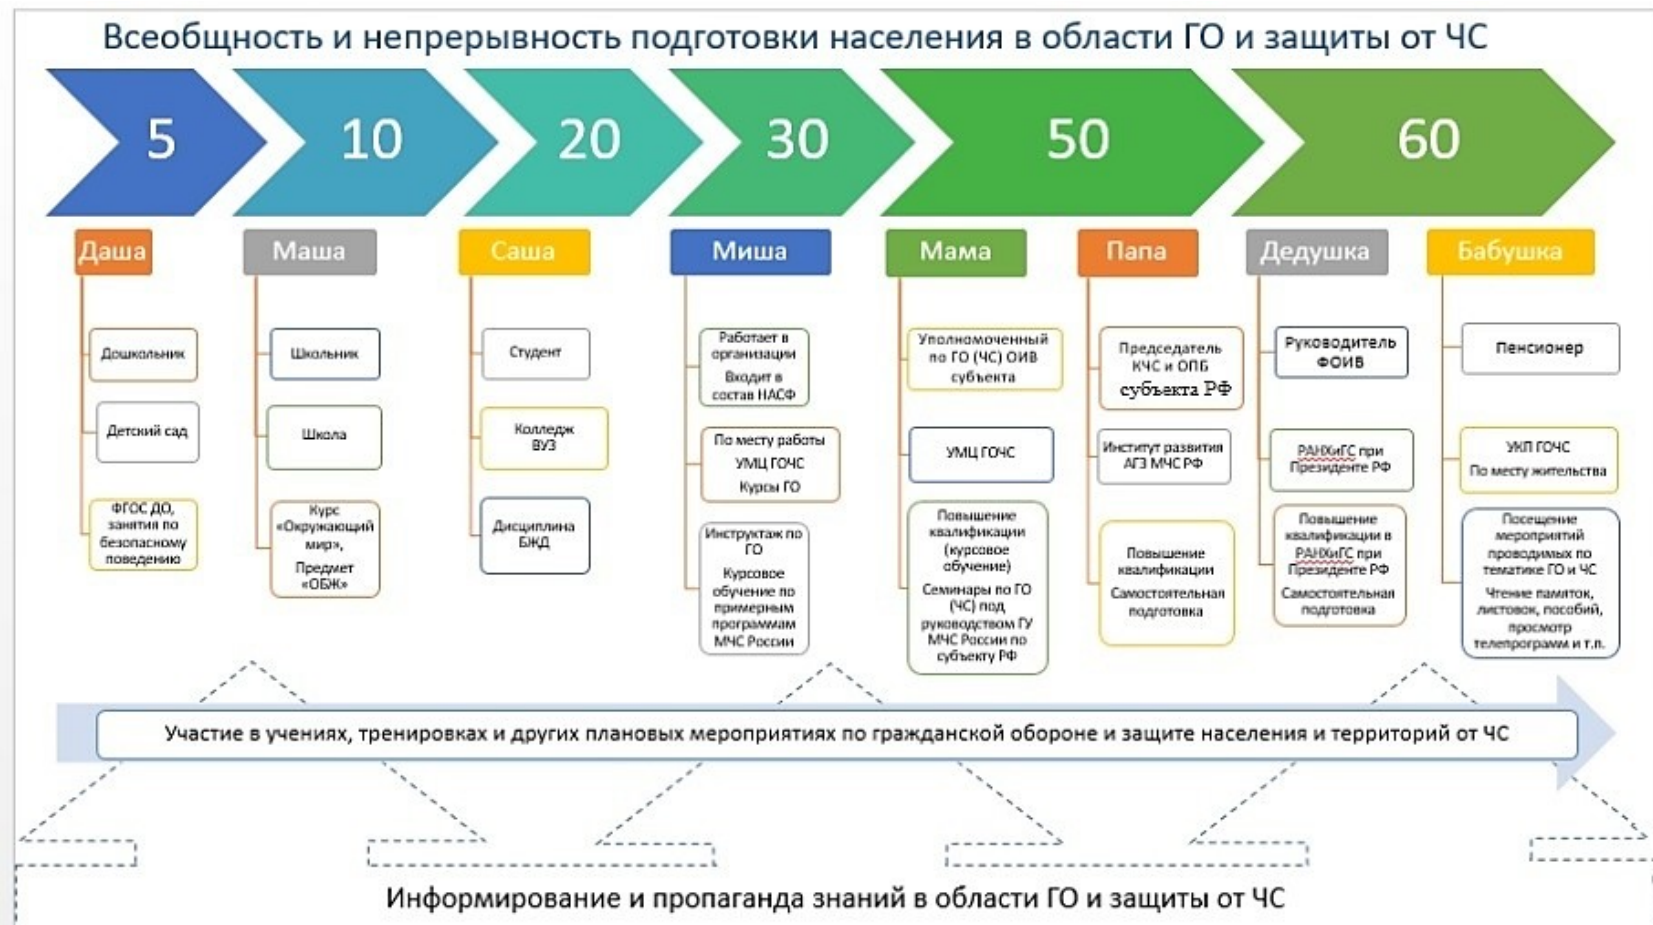 Всеобщность и непрерывность подготовки населения в области ГО и защиты от ЧС
5
10
20
30
50
60
Даша
Маша
Саша
Миша
Мама
Папа
Дедушка
Бабушка
Дошкольник
Детский сад
ФГОС ДО,
занятия по
безопасному
поведению
Школьник
Школа
Курс
«Окружающий
мир»,
Предмет
«ОБЖ»
Студент
Колледж
ВУЗ
Дисциплина
БЖД
Работает в
организации
Входит в
состав НАСФ
По месту работы
УМЦ ГОЧС
Курсы ГО
Инструктаж по
ГО
Курсовое
обучение по
примерным
программам
МЧС России
Уполномоченный
по ГО (ЧС) ОИВ
субъекта
УМЦ ГОЧС
Повышение
квалификации
(курсовое
обучение)
Семинары по ГО
(ЧС) под
руководством ГУ
МЧС России по
субъекту РФ
Председатель
КЧС и ОПБ
субъекта РФ
Институт развития
АГЗ МЧС РФ
Повышение
квалификации
Самостоятельная
подготовка
Руководитель
ФОИВ
РАНХиГС при
Президенте РФ
Повышение
квалификации в
РАНХиГС при
Президенте РФ
Самостоятельная
подготовка
Пенсионер
УКП ГОЧС
По месту жительства
Посещение
мероприятий
проводимых по
тематике ГО и ЧС
Чтение памяток,
листовок, пособий,
просмотр
телепрограмм и т.п.
Участие в учениях, тренировках и других плановых мероприятиях по гражданской обороне и защите населения и территорий от ЧС
Информирование и пропаганда знаний в области ГО и защиты от ЧС